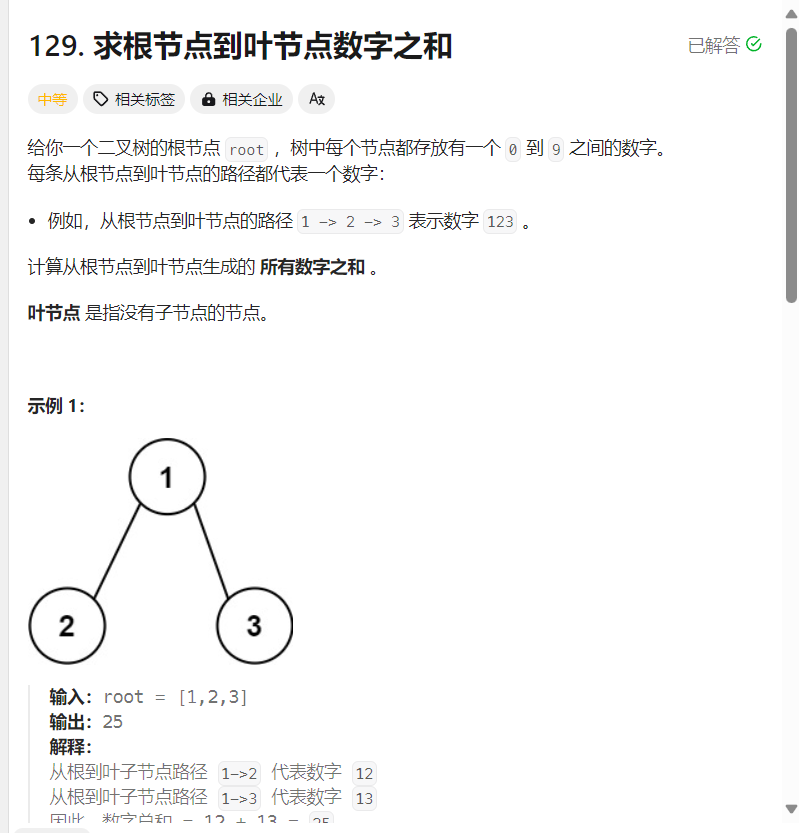 129. 求根节点到叶节点数字之和
已解答
中等 相关标签 相关企业
给你一个二叉树的根节点 root ，树中每个节点都存放有一个 0 到 9 之间的数字。
每条从根节点到叶节点的路径都代表一个数字：
• 例如，从根节点到叶节点的路径 1 -> 2 -> 3 表示数字 123 。
计算从根节点到叶节点生成的 所有数字之和 。
叶节点 是指没有子节点的节点。
示例 1：
1
2 3
输入：root = [1,2,3]
输出：25
解释：
从根到叶子节点路径 1->2 代表数字 12
从根到叶子节点路径 1->3 代表数字 13
因此，数字总和 = 12 + 13 = 25